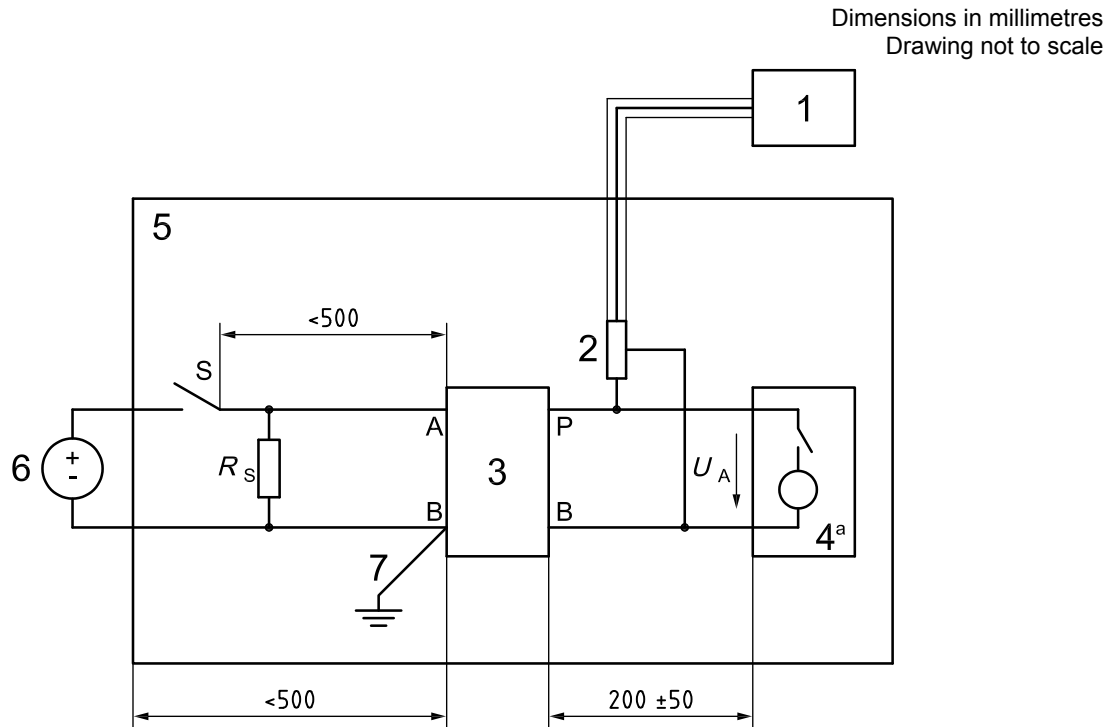 Dimensions in millimetres
Drawing not to scale
1
5
<500
2
S
A
P
6
+
-
R S
3
U A
B
B
4a
7
<500
200 ±50